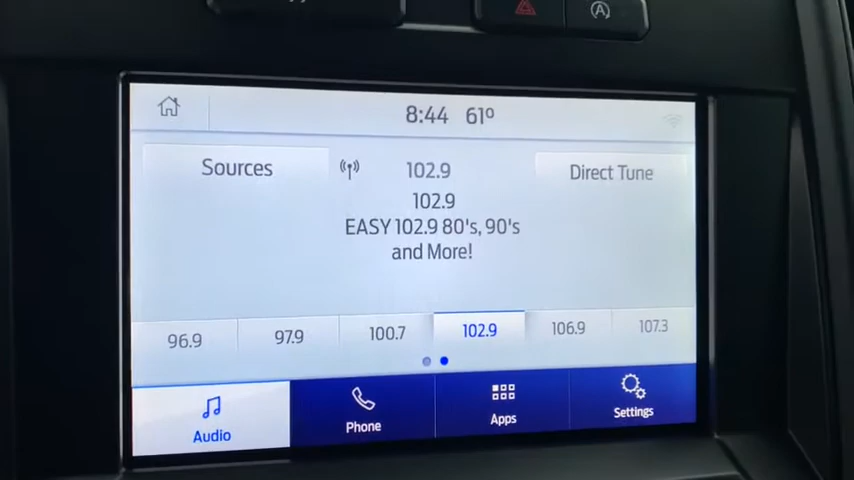 8:44 61º
Sources
102.9
Direct Tune
102.9
EASY 102.9 80's, 90's
and More!
96.9 97.9 100.7 102.9 106.9 107.3
Audio Phone Apps Settings